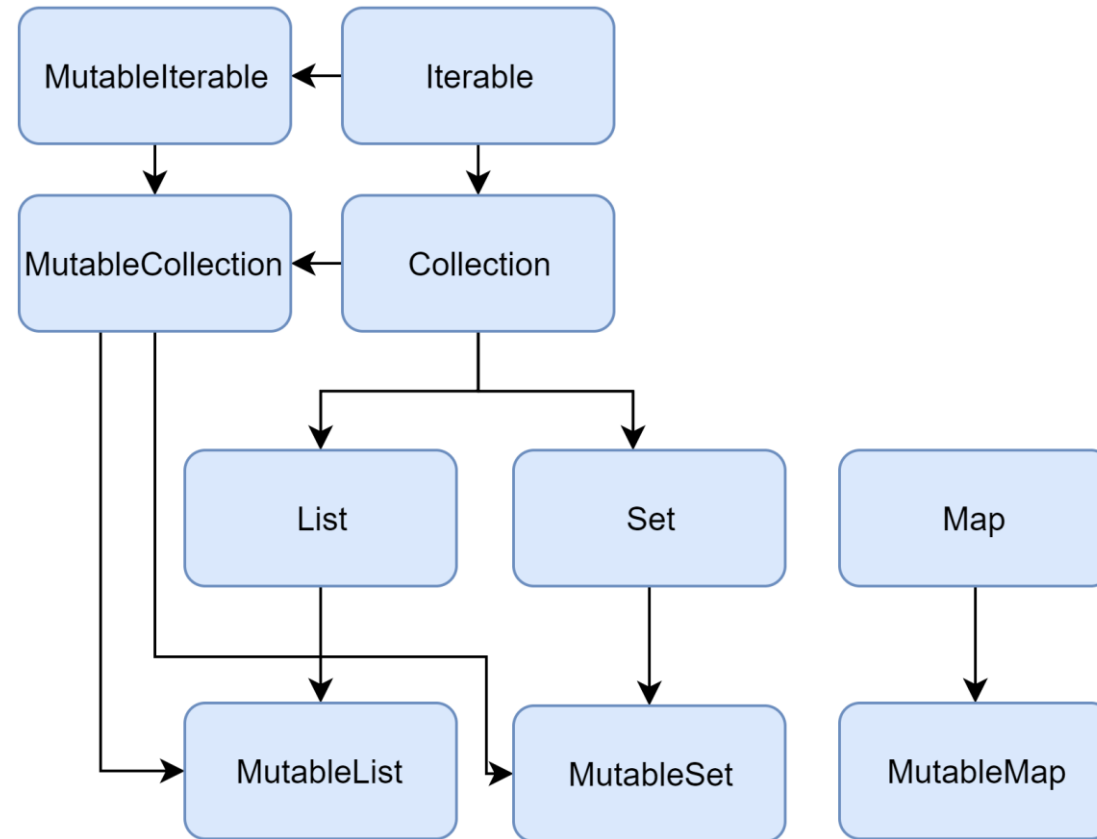 MutableIterable
Iterable
MutableCollection
Collection
List
Set
Map
MutableList
MutableSet
MutableMap